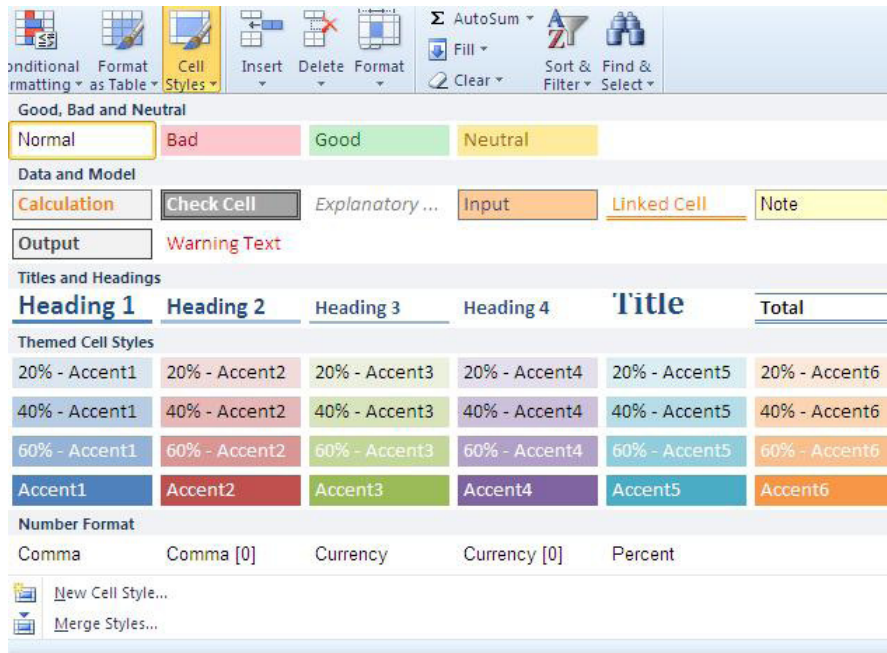 onditional Format Cell Insert Delete Format Σ AutoSum
rmatting as Table Styles Fill Sort & Find &
Clear Filter Select
Good, Bad and Neutral
Normal Bad Good Neutral
Data and Model
Calculation Check Cell Explanatory ... Input Linked Cell Note
Output Warning Text
Titles and Headings
Heading 1 Heading 2 Heading 3 Heading 4 Title Total
Themed Cell Styles
20% - Accent1 20% - Accent2 20% - Accent3 20% - Accent4 20% - Accent5 20% - Accent6
40% - Accent1 40% - Accent2 40% - Accent3 40% - Accent4 40% - Accent5 40% - Accent6
60% - Accent1 60% - Accent2 60% - Accent3 60% - Accent4 60% - Accent5 60% - Accent6
Accent1 Accent2 Accent3 Accent4 Accent5 Accent6
Number Format
Comma Comma [0] Currency Currency [0] Percent
New Cell Style...
Merge Styles...